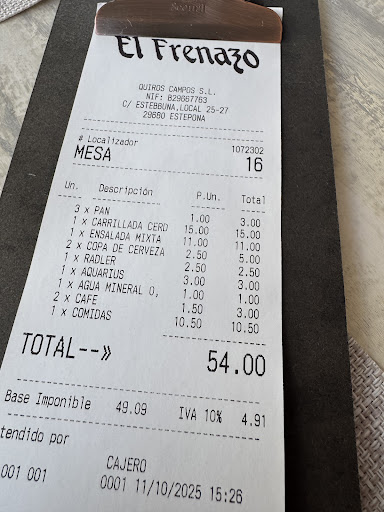 El Frenazo
QUIROS CAMPOS S.L.
NIF: B29667763
C/ ESTEBBUNA,LOCAL 25-27
29680 ESTEPONA
# Localizador 1072302
MESA 16
Un. Descripción P.Un. Total
3 x PAN 1.00 3.00
1 x CARRILLADA CERD 15.00 15.00
1 x ENSALADA MIXTA 11.00 11.00
2 x COPA DE CERVEZA 2.50 5.00
1 x RADLER 2.50 2.50
1 x AQUARIUS 3.00 3.00
1 x AGUA MINERAL 0, 1.00 1.00
2 x CAFE 1.50 3.00
1 x COMIDAS 10.50 10.50
TOTAL--» 54.00
Base Imponible 49.09 IVA 10% 4.91
tendido por
CAJERO
001 001 0001 11/10/2025 15:26